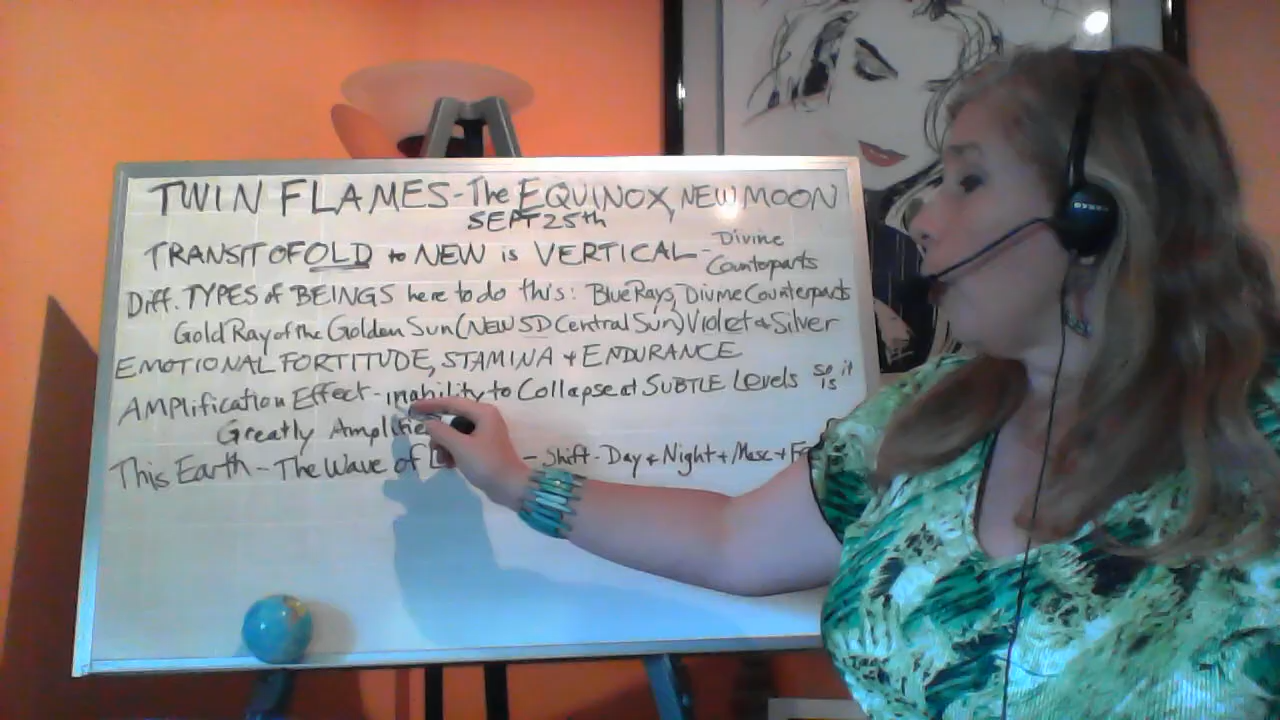 TWIN FLAMES - The EQUINOX, NEW MOON
SEPT 25th
TRANSIT OF OLD to NEW is VERTICAL - Divine Counterparts
Diff. TYPES of BEINGS here to do this: Blue Rays, Divine Counterparts
Gold Ray of the Golden Sun (NEW 5D Central Sun) Violet & Silver
EMOTIONAL FORTITUDE, STAMINA & ENDURANCE
AMPlification Effect - inability to Collapse at SUBTLE Levels so it is
Greatly Amplifie
This Earth - The Wave of - Shift - Day & Night + Masc + Fe